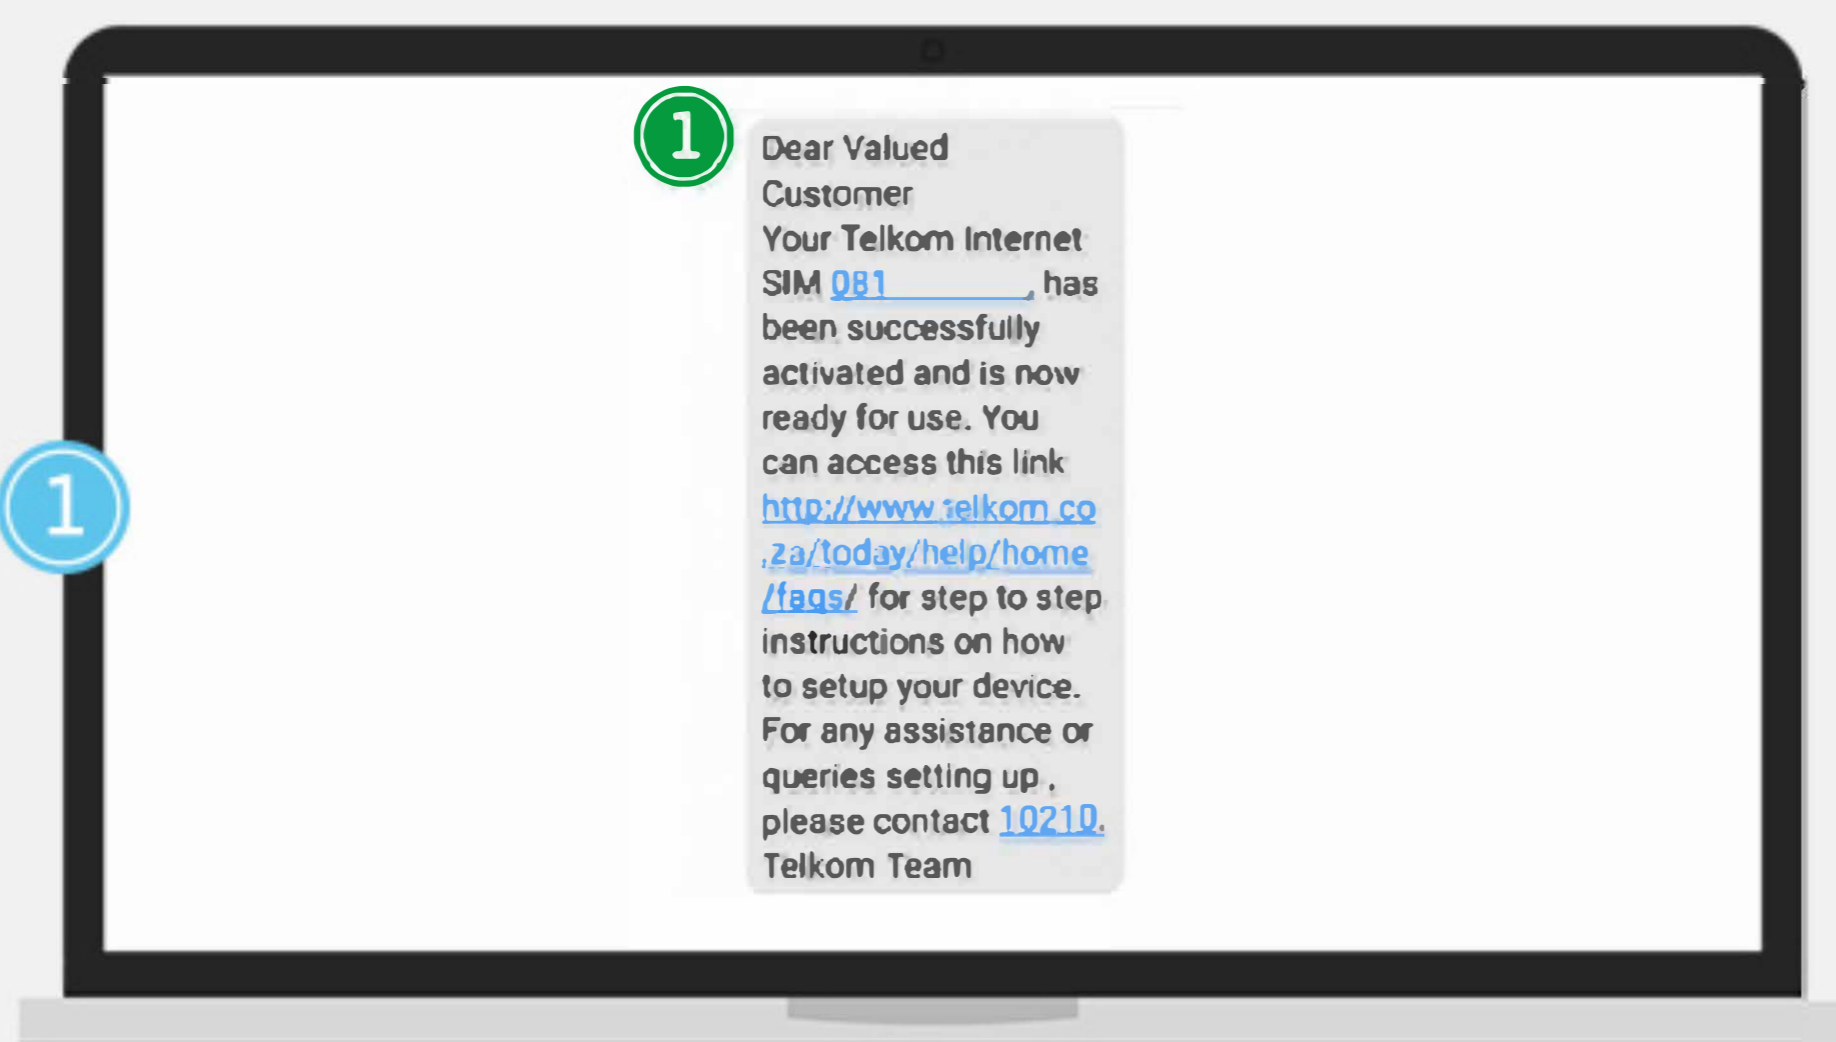 1
Dear Valued
Customer
Your Telkom Internet
SIM 081 , has
been successfully
activated and is now
ready for use. You
can access this link
http://www.telkom.co
.za/today/help/home
/faqs/ for step to step
instructions on how
to setup your device.
For any assistance or
queries setting up ,
please contact 10210.
Telkom Team
1